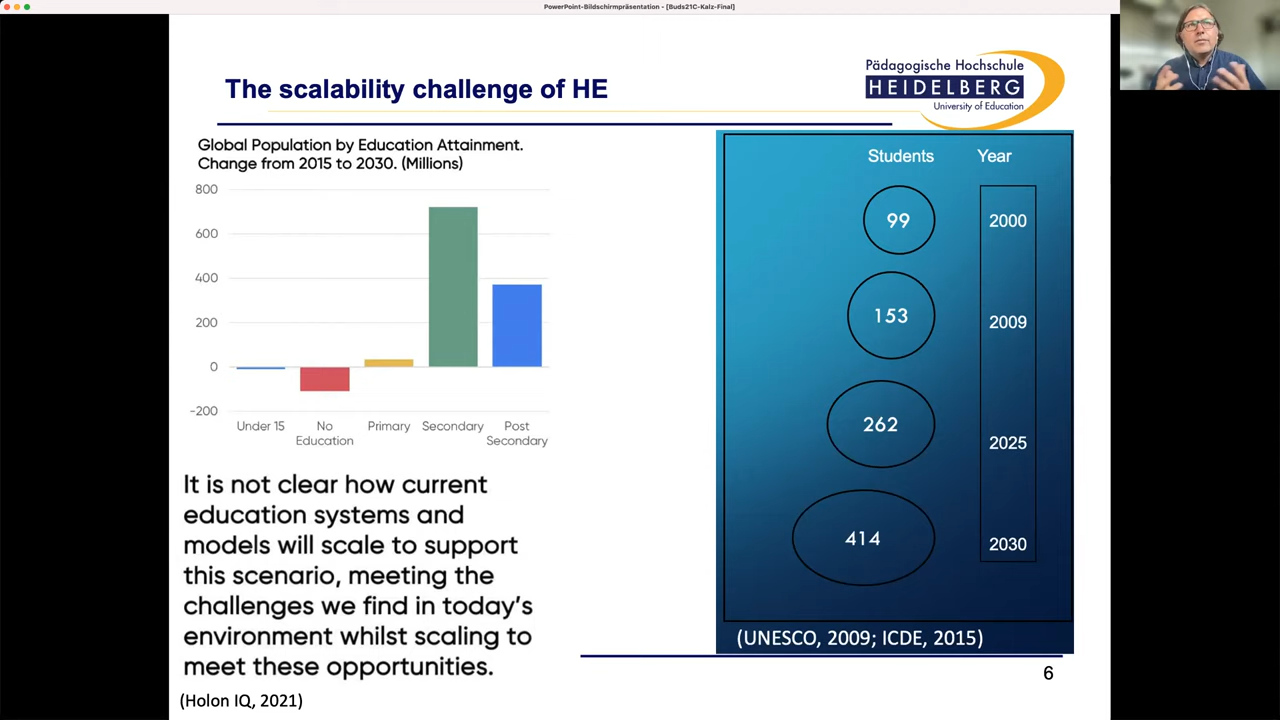 PowerPoint-Bildschirmpräsentation - [Buds21C-Kalz-Final]
The scalability challenge of HE
Pädagogische Hochschule
HEIDELBERG
University of Education
Global Population by Education Attainment.
Change from 2015 to 2030. (Millions)
800
600
400
200
0
-200
Under 15
No
Education
Primary
Secondary
Post
Secondary
It is not clear how current
education systems and
models will scale to support
this scenario, meeting the
challenges we find in today's
environment whilst scaling to
meet these opportunities.
(Holon IQ, 2021)
Students Year
99 2000
153 2009
262 2025
414 2030
(UNESCO, 2009; ICDE, 2015)
6